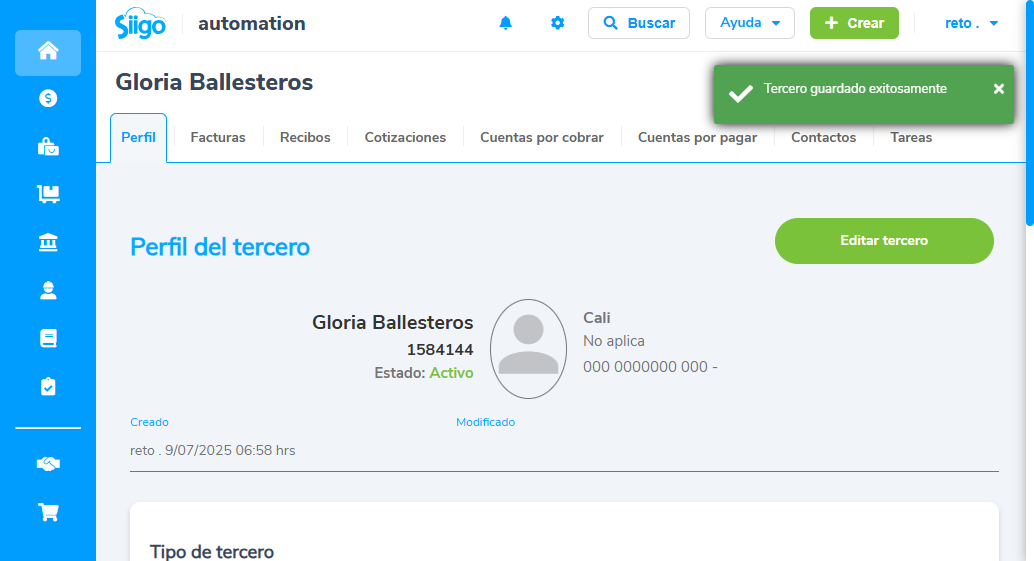 Siigo
automation
Buscar
Ayuda
Crear
reto .
Gloria Ballesteros
Tercero guardado exitosamente
Perfil
Facturas
Recibos
Cotizaciones
Cuentas por cobrar
Cuentas por pagar
Contactos
Tareas
Perfil del tercero
Editar tercero
Gloria Ballesteros
1584144
Estado: Activo
Cali
No aplica
000 0000000 000 -
Creado
Modificado
reto . 9/07/2025 06:58 hrs
Tipo de tercero